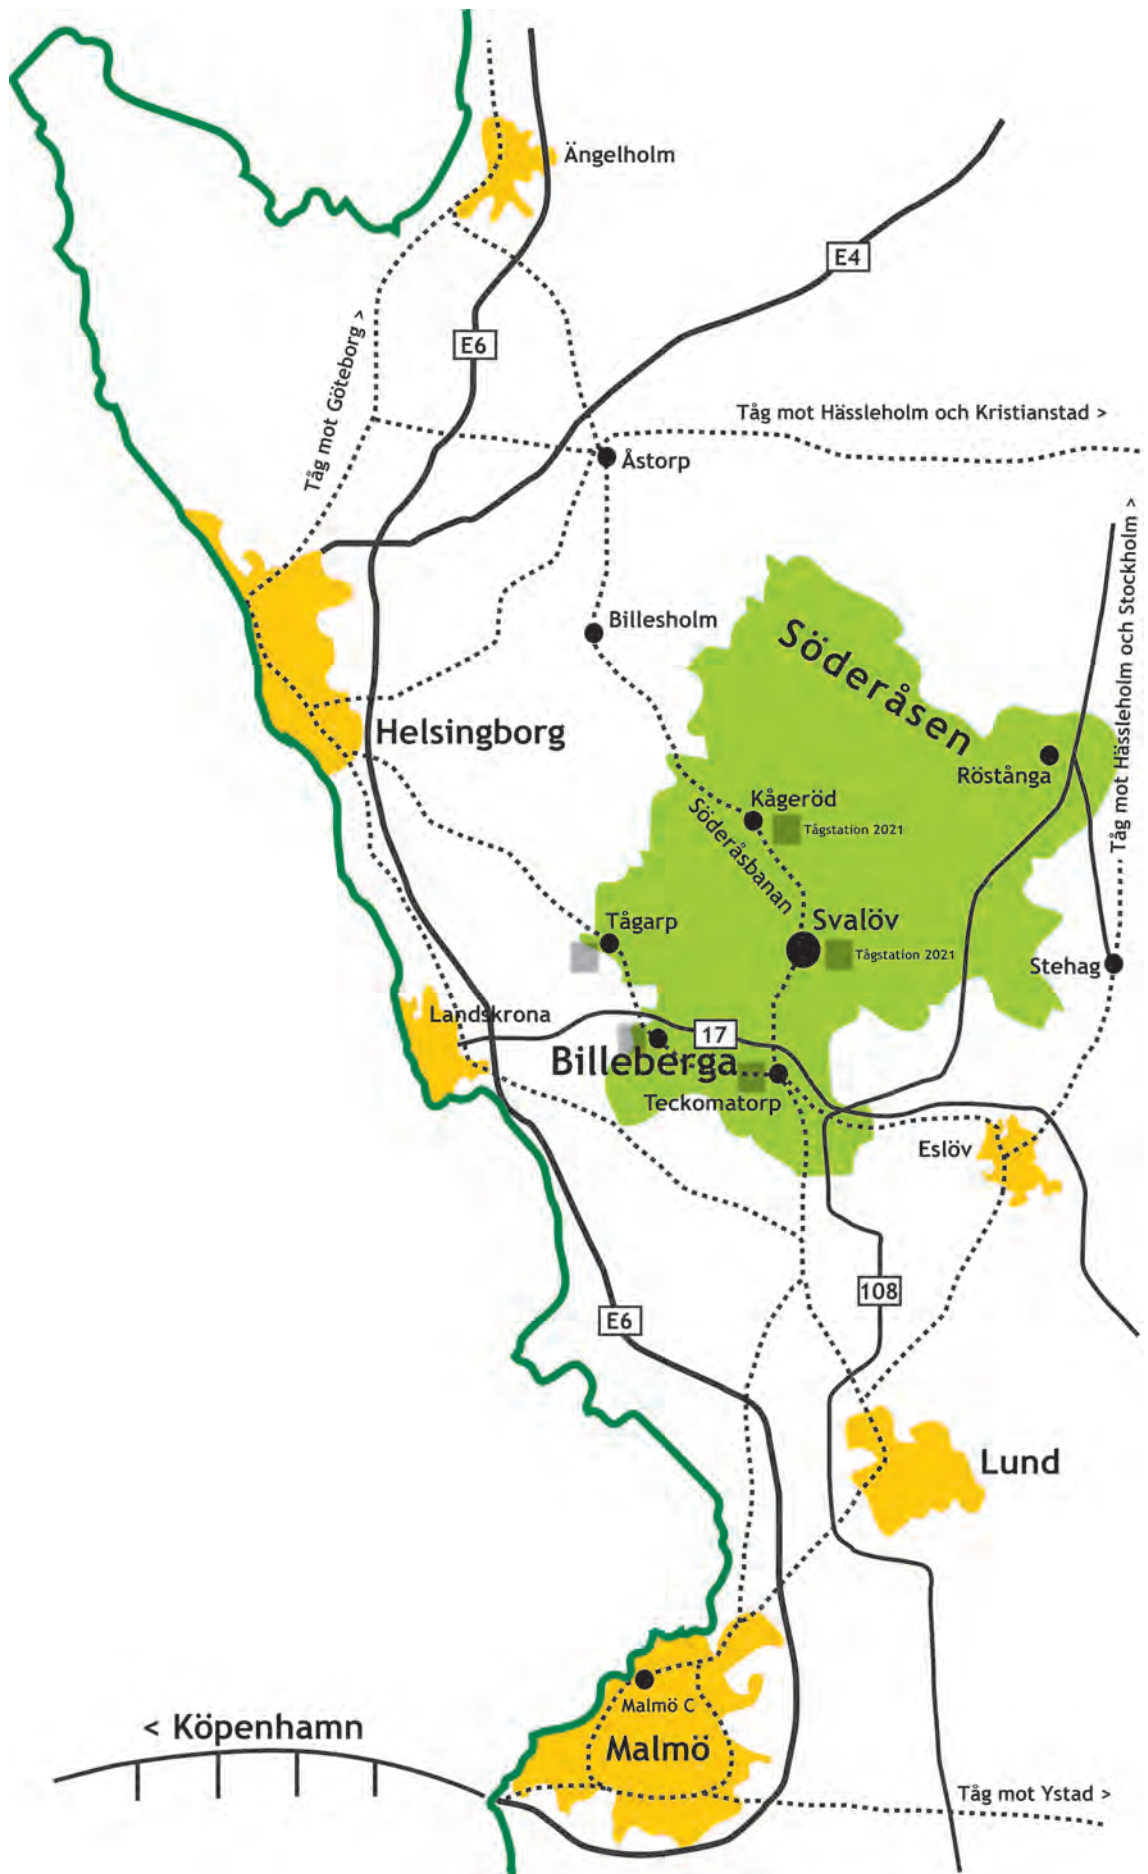 Ängelholm
E4
E6
Tåg mot Göteborg >
Tåg mot Hässleholm och Kristianstad >
Åstorp
Tåg mot Hässleholm och Stockholm >
Billesholm
Söderåsen
Helsingborg
Röstånga
Kågeröd
Tågstation 2021
Söderåsbanan
Svalöv
Tågarp
Tågstation 2021
Stehag
Landskrona
17
Billeberga
Teckomatorp
Eslöv
108
E6
Lund
Malmö C
< Köpenhamn
Malmö
Tåg mot Ystad >